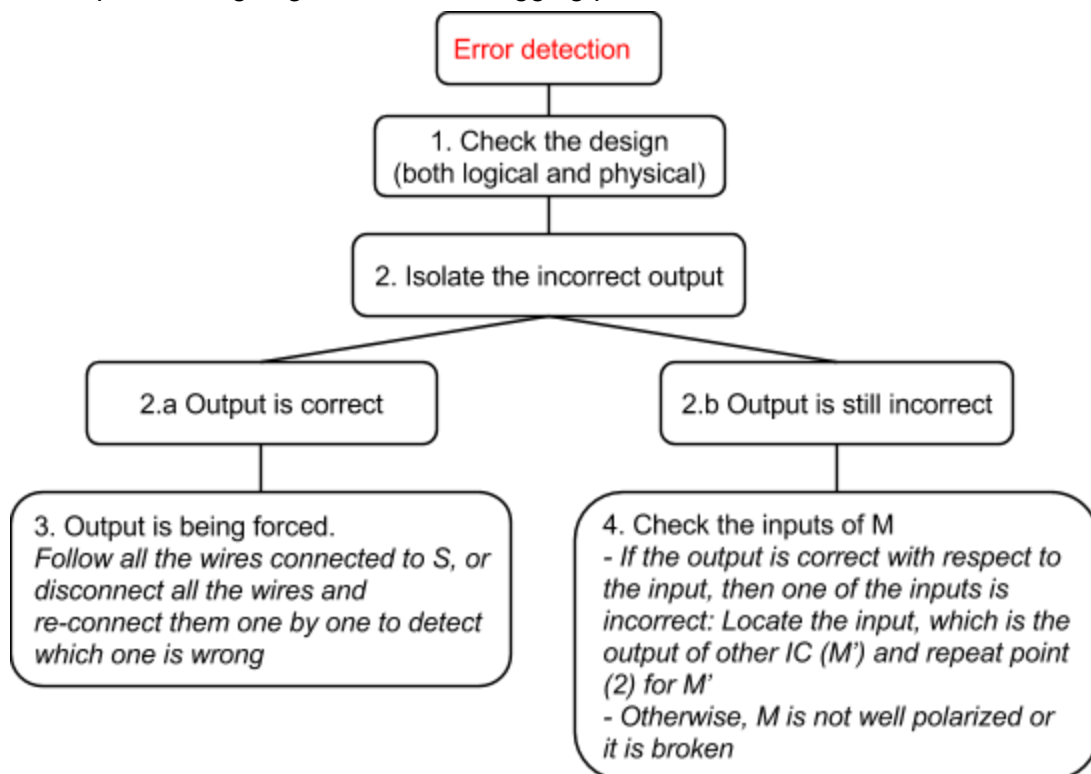 Error detection
1. Check the design
(both logical and physical)
2. Isolate the incorrect output
2.a Output is correct
2.b Output is still incorrect
3. Output is being forced.
Follow all the wires connected to S, or
disconnect all the wires and
re-connect them one by one to detect
which one is wrong
4. Check the inputs of M
- If the output is correct with respect to
the input, then one of the inputs is
incorrect: Locate the input, which is the
output of other IC (M') and repeat point
(2) for M'
- Otherwise, M is not well polarized or
it is broken